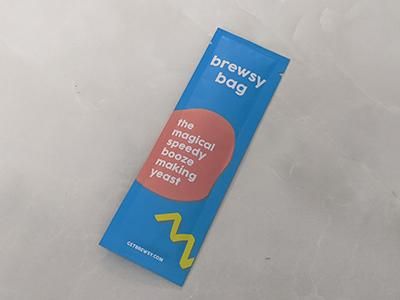 brewsy
bag
the
magical
speedy
booze
making
yeast
GETBREWSY.COM